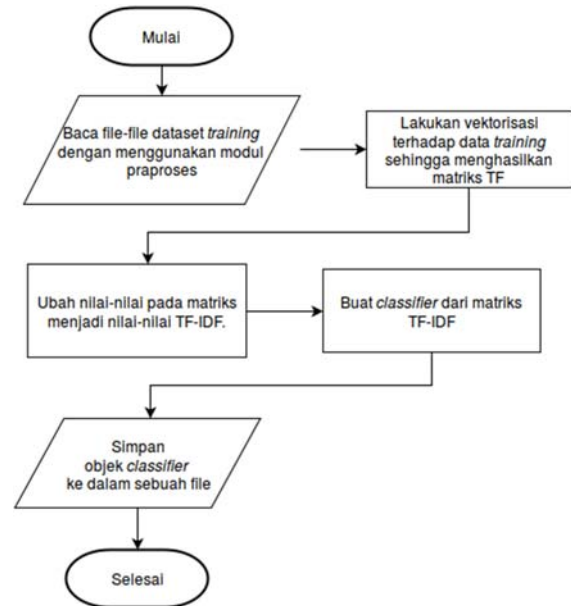 Mulai
Baca file-file dataset training
dengan menggunakan modul
praproses
Lakukan vektorisasi
terhadap data training
sehingga menghasilkan
matriks TF
Ubah nilai-nilai pada matriks
menjadi nilai-nilai TF-IDF.
Buat classifier dari matriks
TF-IDF
Simpan
objek classifier
ke dalam sebuah file
Selesai